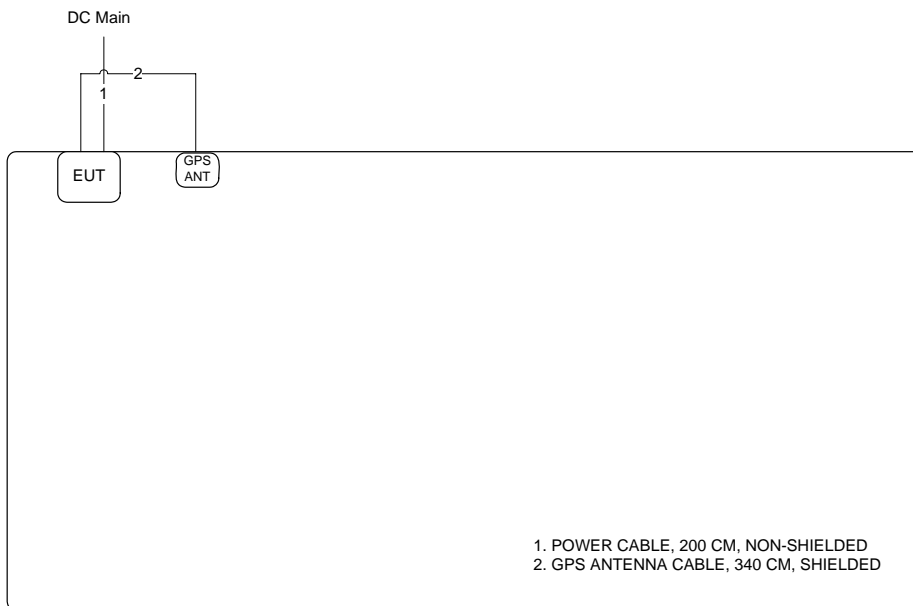 DC Main
2
1
EUT
GPS
ANT
1. POWER CABLE, 200 CM, NON-SHIELDED
2. GPS ANTENNA CABLE, 340 CM, SHIELDED